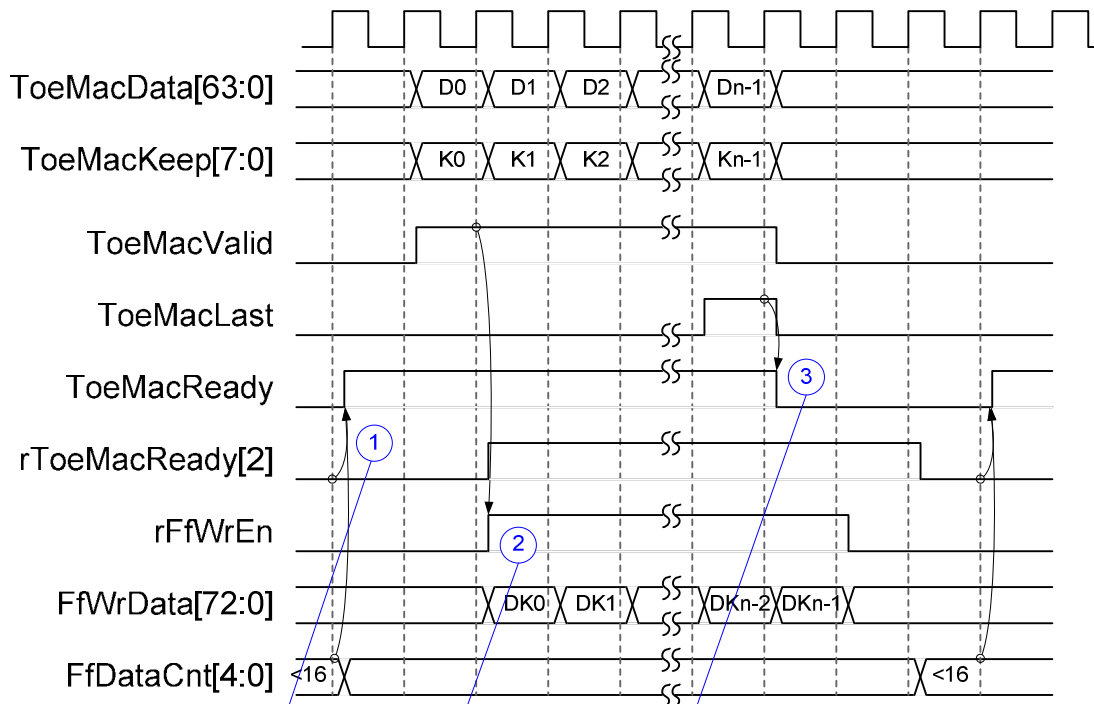 ToeMacData[63:0] D0 D1 D2 Dn-1
ToeMacKeep[7:0] K0 K1 K2 Kn-1
ToeMacValid
ToeMacLast
ToeMacReady 3
rToeMacReady[2] 1
rFfWrEn 2
FfWrData[72:0] DK0 DK1 DKn-2 DKn-1
FfDataCnt[4:0] <16 <16